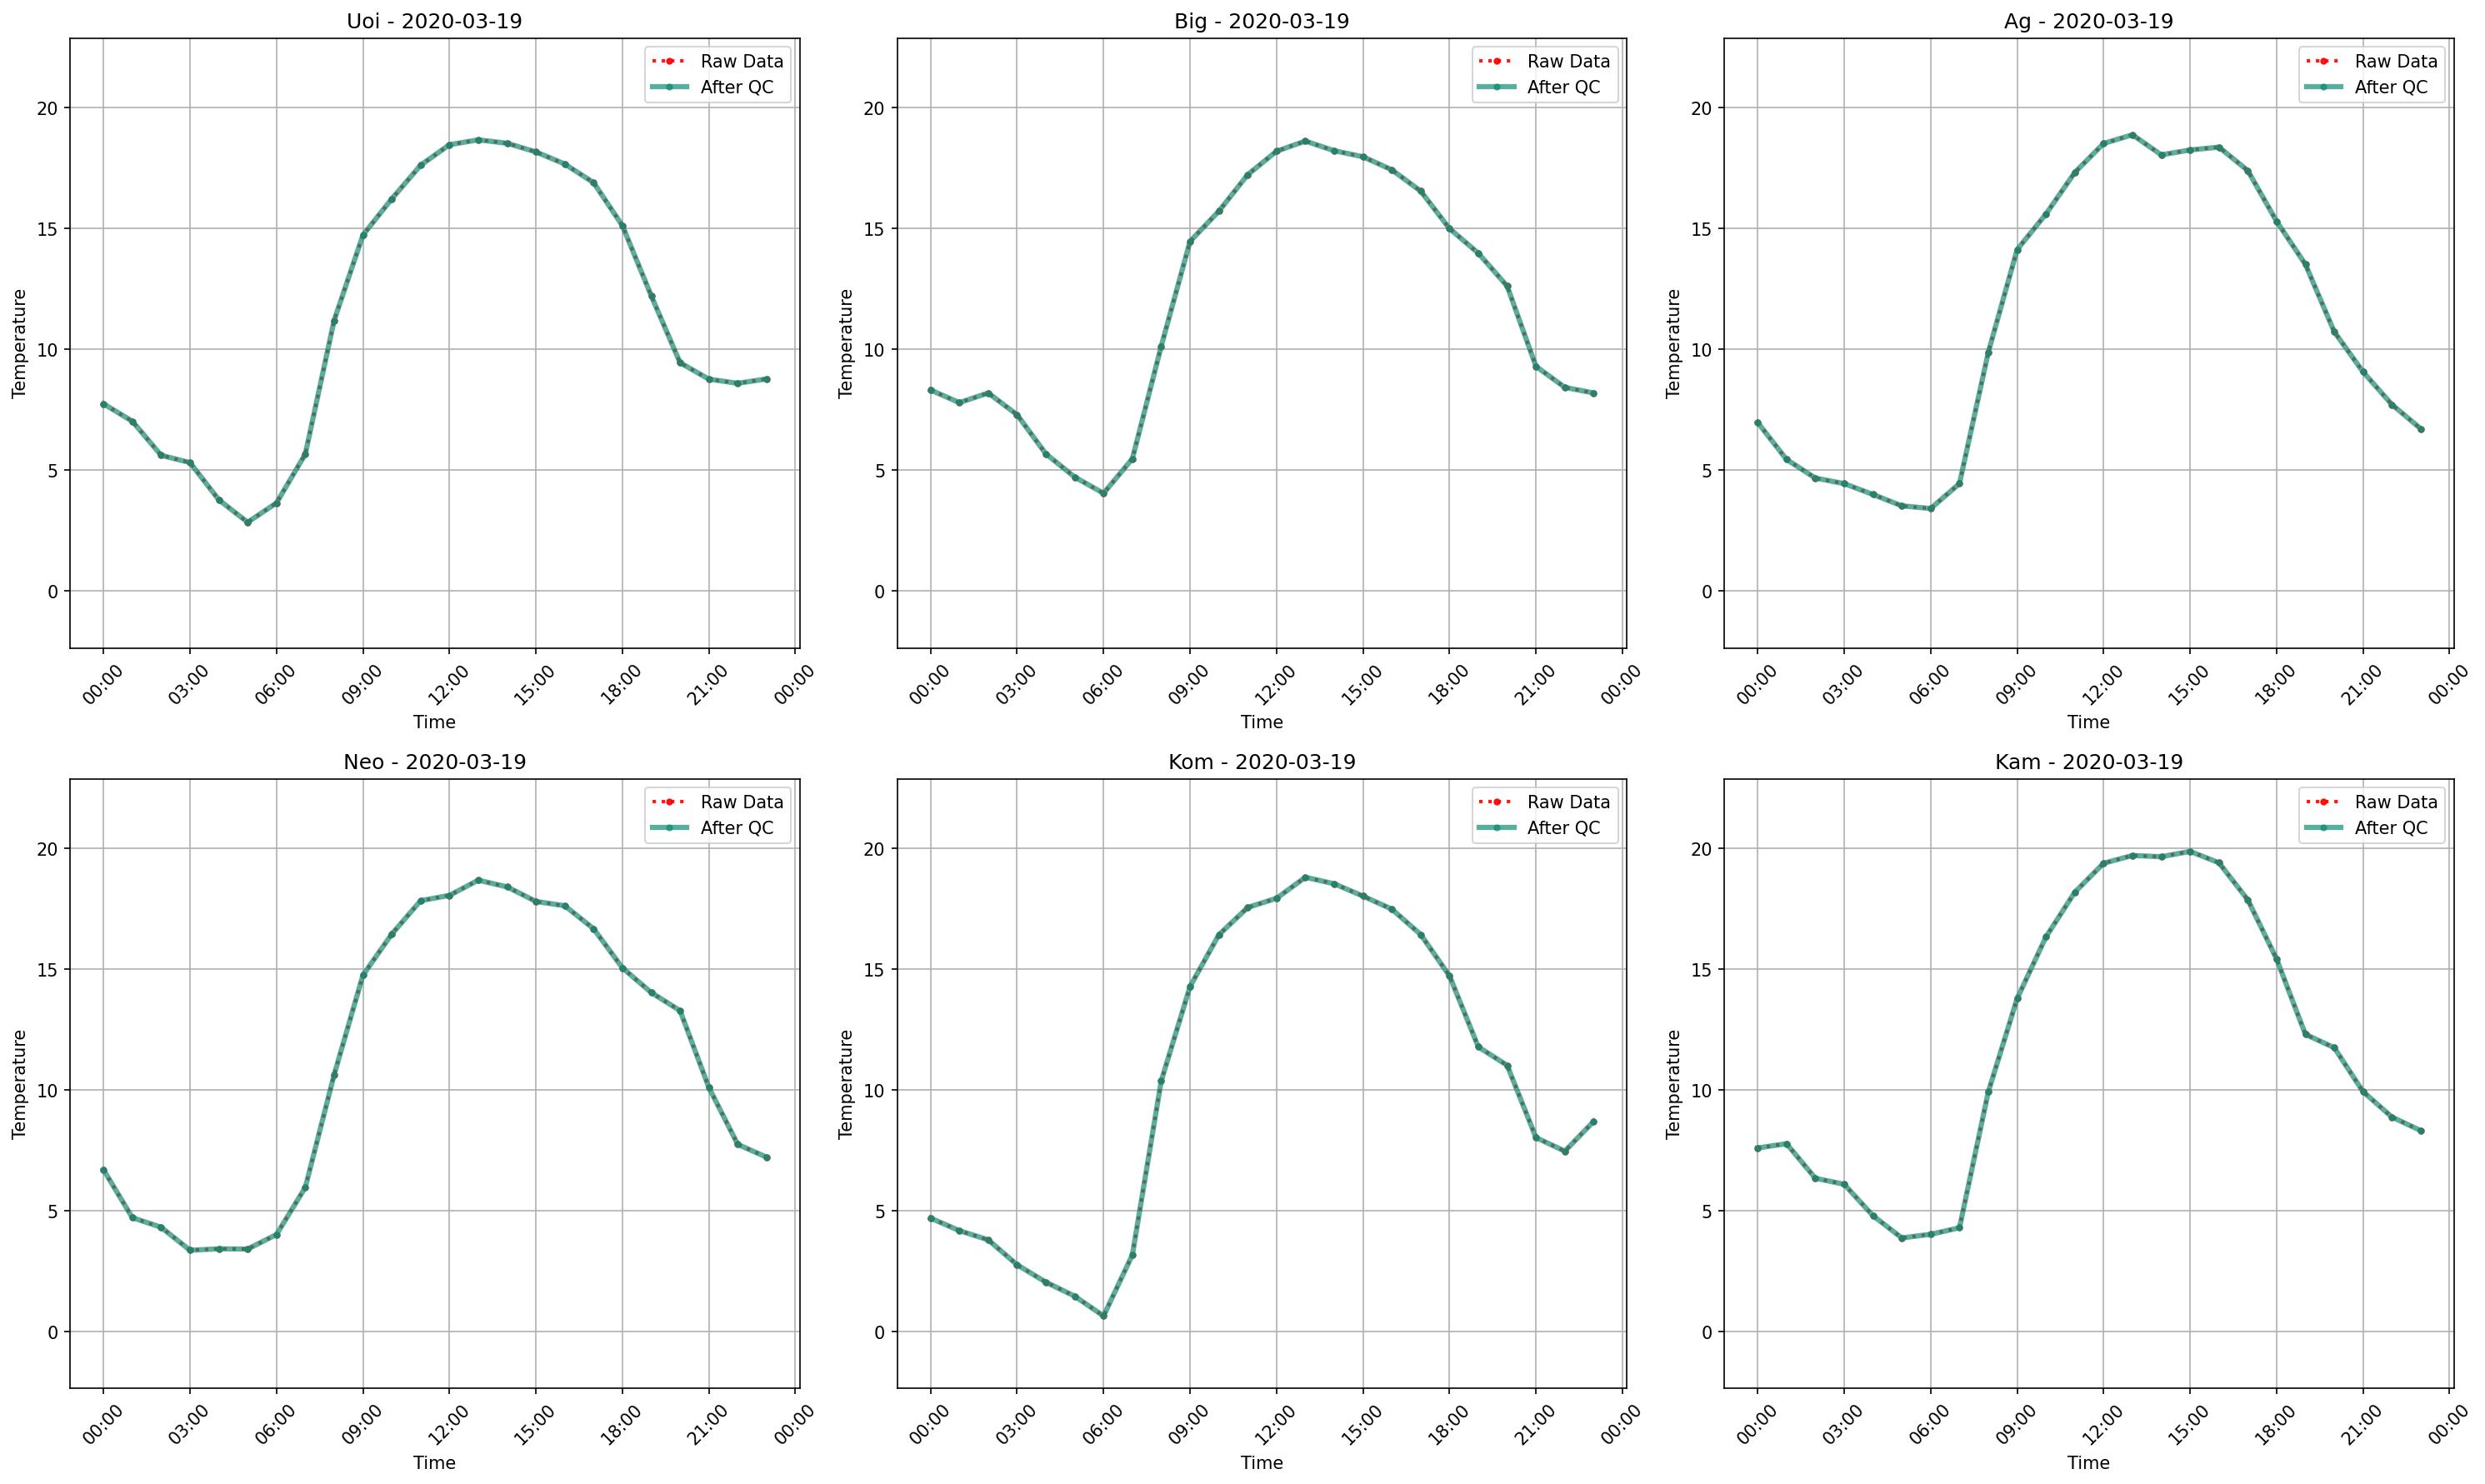 Uoi - 2020-03-19
Raw Data
After QC
Temperature
20
15
10
5
0
00:00
03:00
06:00
09:00
12:00
15:00
18:00
21:00
00:00
Time
Big - 2020-03-19
Raw Data
After QC
Temperature
20
15
10
5
0
00:00
03:00
06:00
09:00
12:00
15:00
18:00
21:00
00:00
Time
Ag - 2020-03-19
Raw Data
After QC
Temperature
20
15
10
5
0
00:00
03:00
06:00
09:00
12:00
15:00
18:00
21:00
00:00
Time
Neo - 2020-03-19
Raw Data
After QC
Temperature
20
15
10
5
0
00:00
03:00
06:00
09:00
12:00
15:00
18:00
21:00
00:00
Time
Kom - 2020-03-19
Raw Data
After QC
Temperature
20
15
10
5
0
00:00
03:00
06:00
09:00
12:00
15:00
18:00
21:00
00:00
Time
Kam - 2020-03-19
Raw Data
After QC
Temperature
20
15
10
5
0
00:00
03:00
06:00
09:00
12:00
15:00
18:00
21:00
00:00
Time